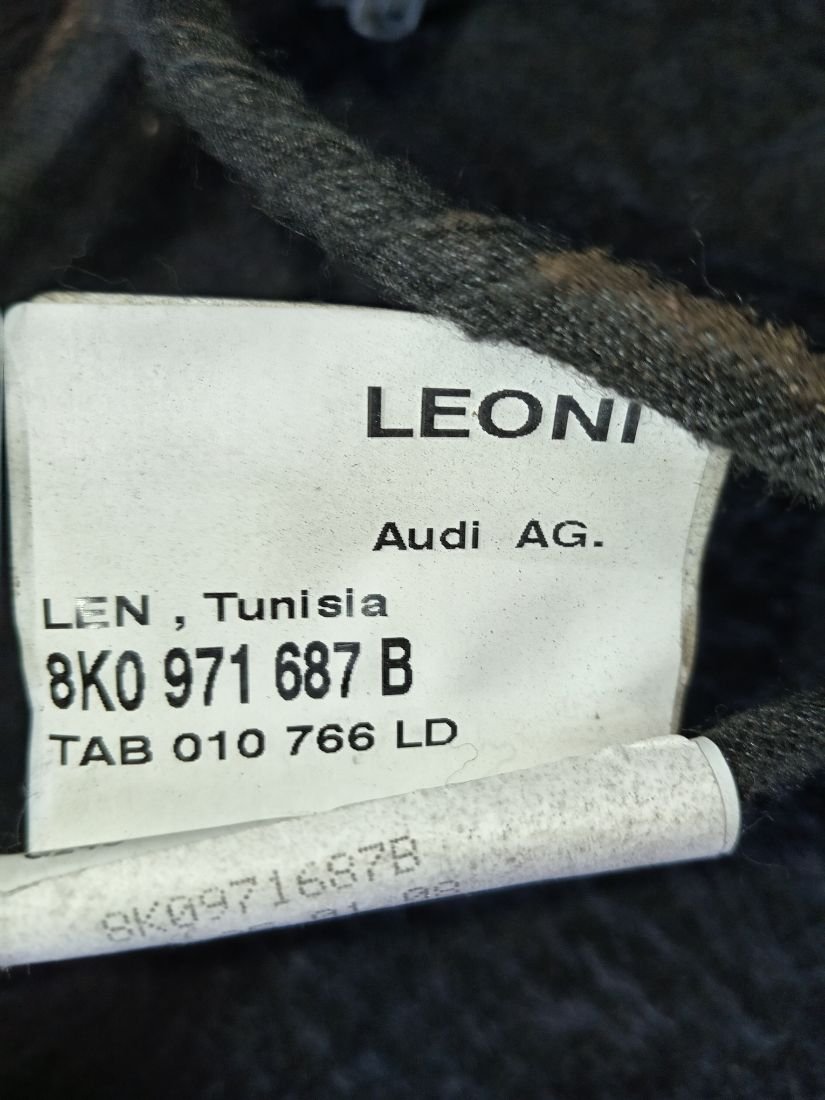 LEONI
Audi AG.
LEN , Tunisia
8K0 971 687 B
TAB 010 766 LD
8K0971687B